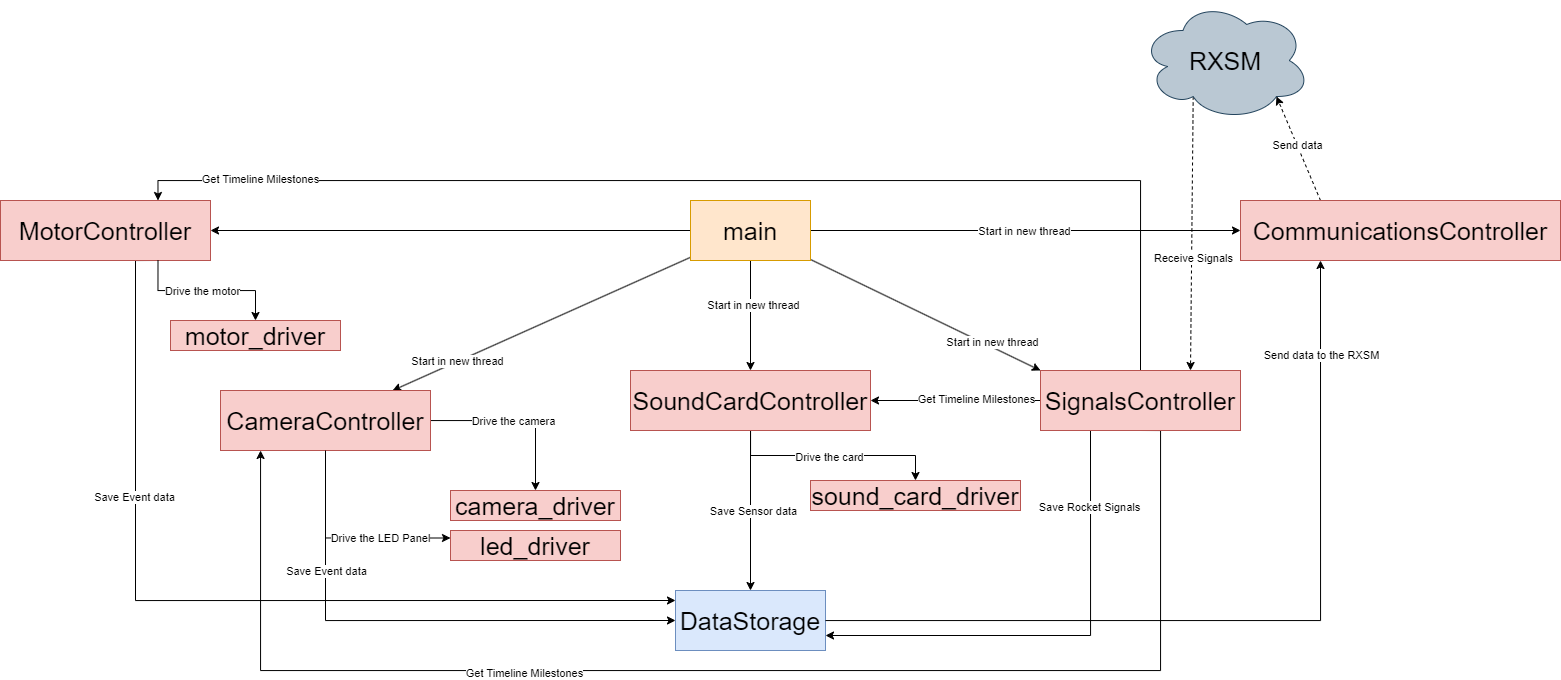 RXSM
Send data
Get Timeline Milestones
MotorController
main
Start in new thread
CommunicationsController
Receive Signals
Drive the motor
Start in new thread
motor_driver
Start in new thread
Send data to the RXSM
Start in new thread
CameraController
SoundCardController
Get Timeline Milestones
SignalsController
Drive the camera
Drive the card
Save Event data
camera_driver
sound_card_driver
Save Sensor data
Save Rocket Signals
Drive the LED Panel
led_driver
Save Event data
DataStorage
Get Timeline Milestones